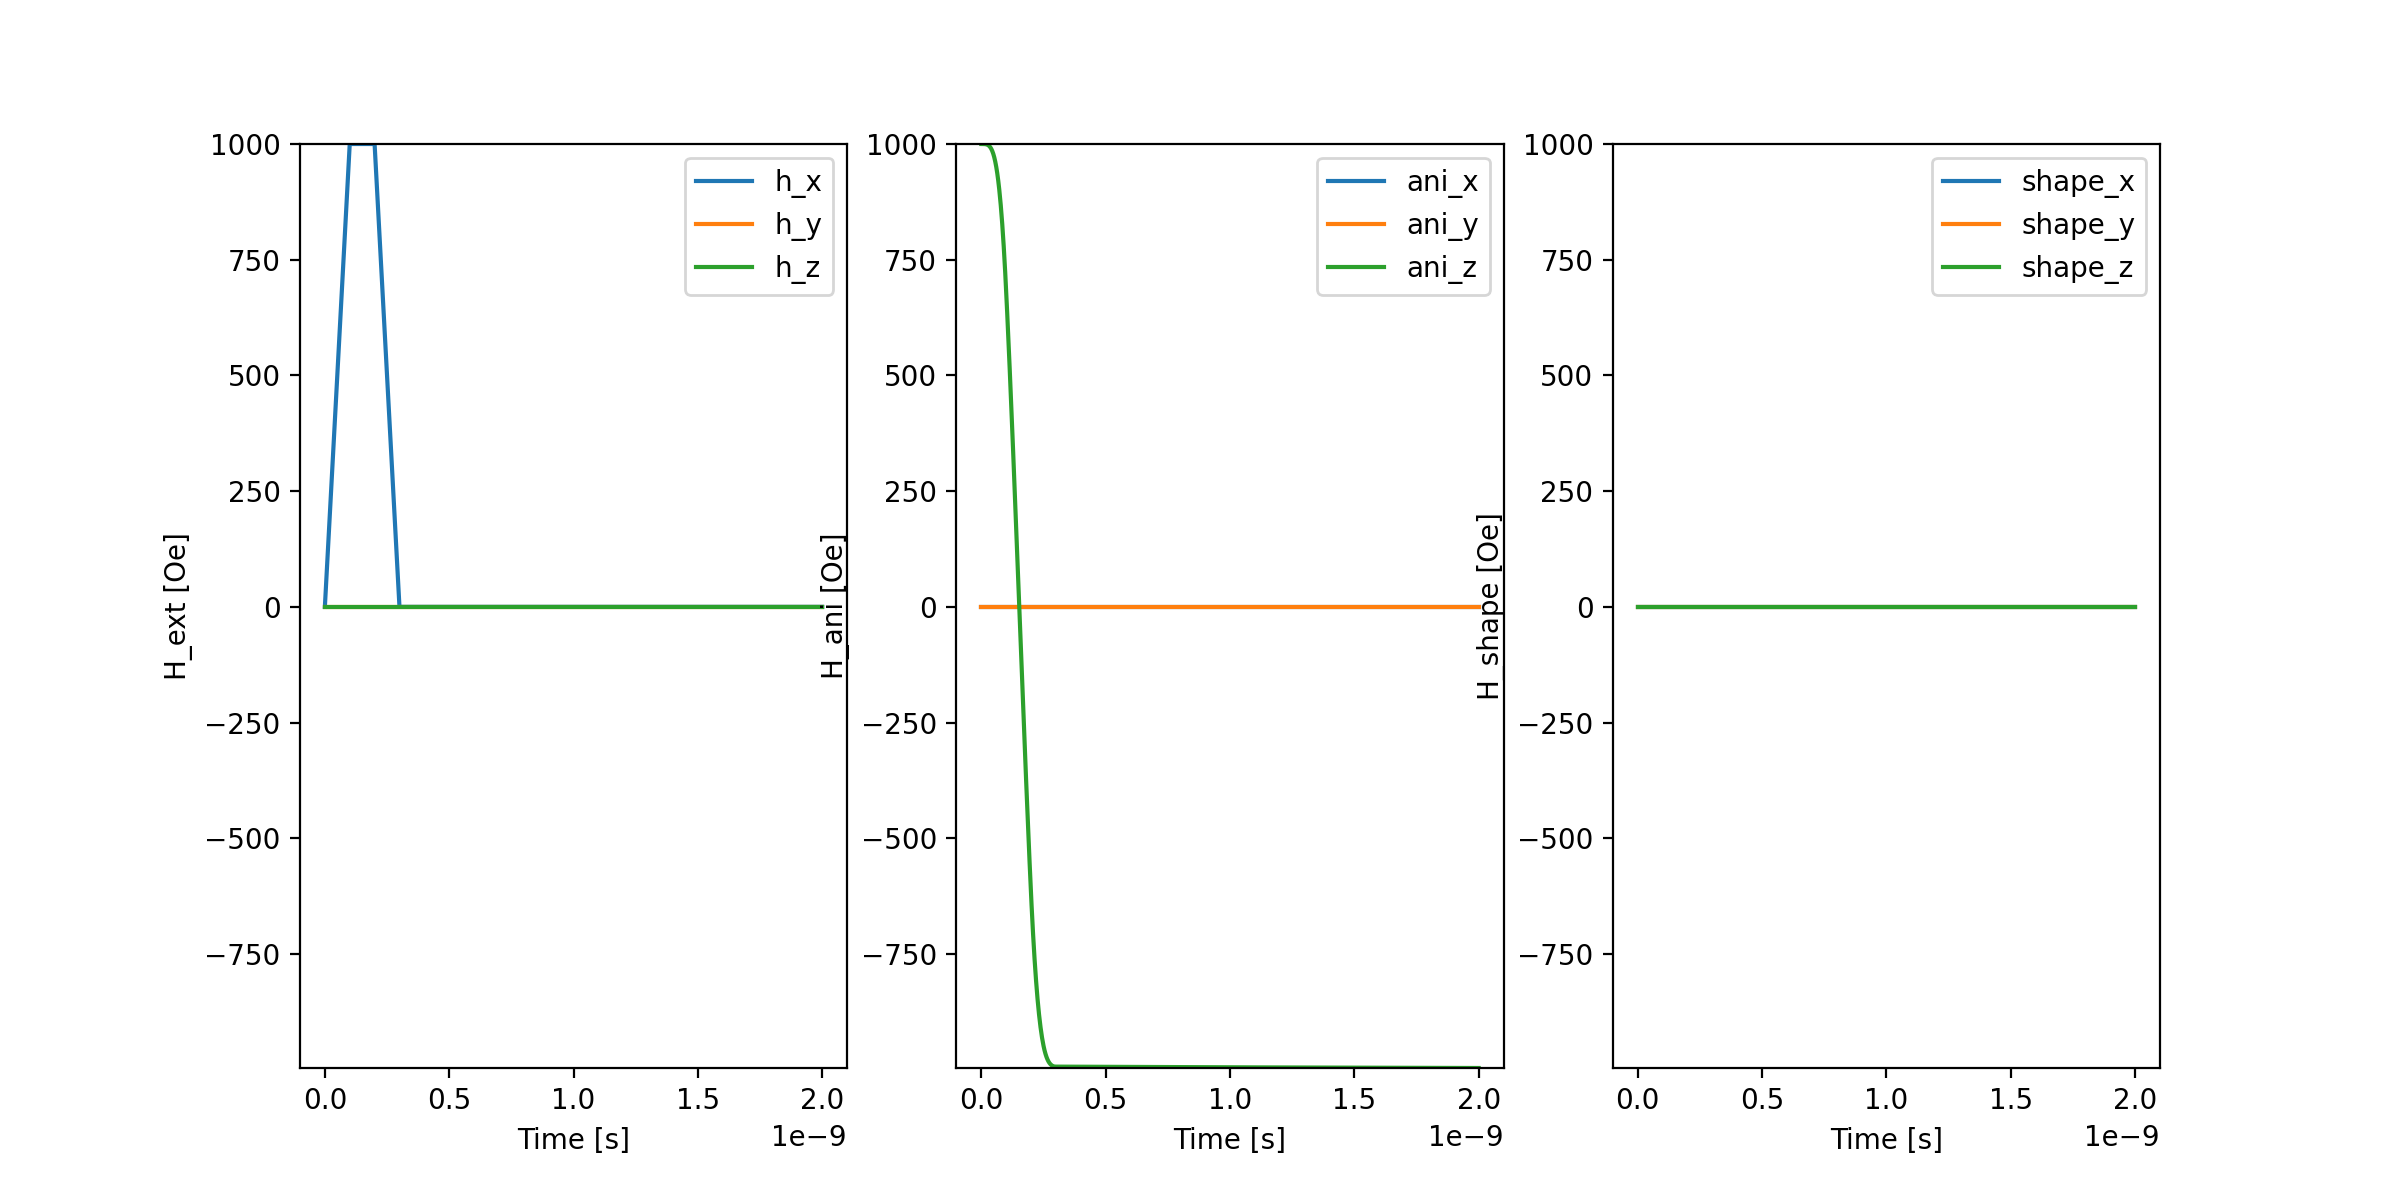 H_ext [Oe]
1000
750
500
250
0
−250
−500
−750
h_x
h_y
h_z
0.0 0.5 1.0 1.5 2.0
Time [s] 1e−9
H_ani [Oe]
1000
750
500
250
0
−250
−500
−750
ani_x
ani_y
ani_z
0.0 0.5 1.0 1.5 2.0
Time [s] 1e−9
H_shape [Oe]
1000
750
500
250
0
−250
−500
−750
shape_x
shape_y
shape_z
0.0 0.5 1.0 1.5 2.0
Time [s] 1e−9